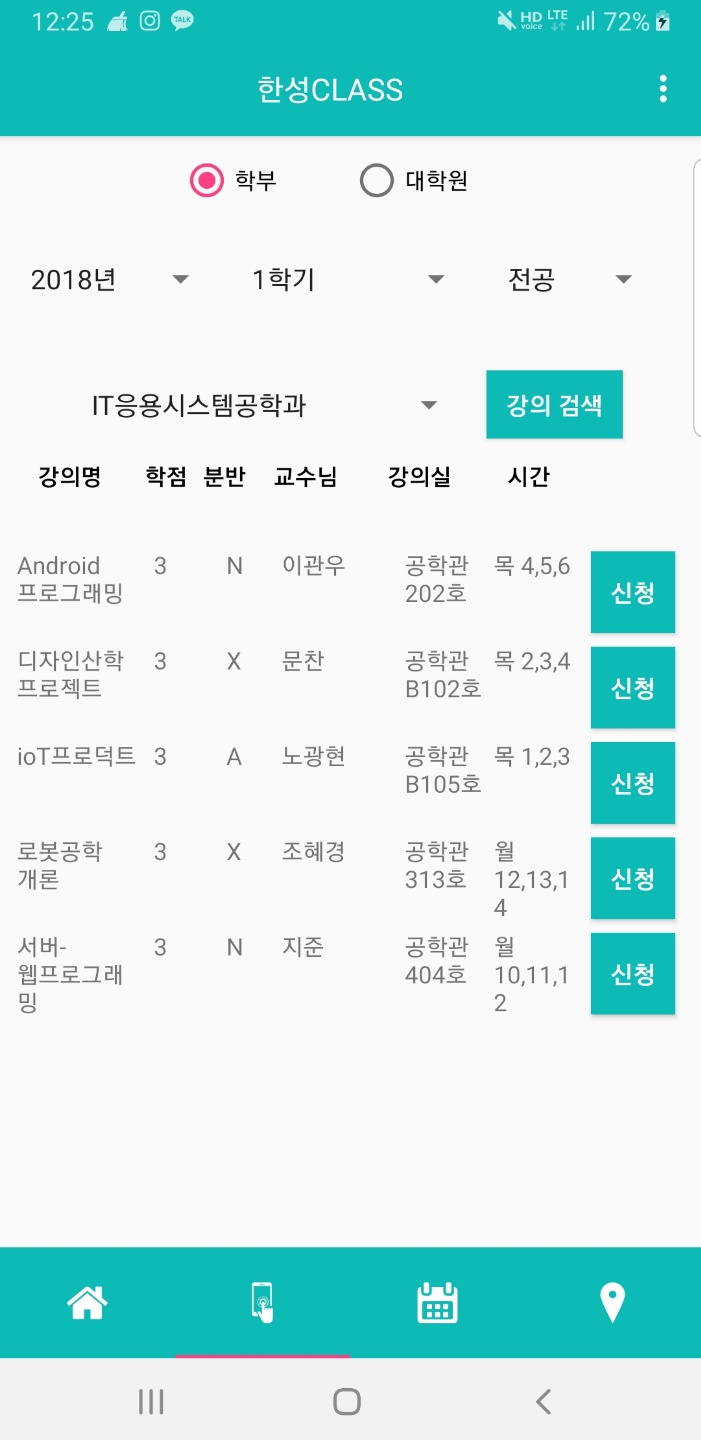 12:25 TALK HD voice LTE 72%
한성CLASS
학부 대학원
2018년 1학기 전공
IT응용시스템공학과 강의 검색
강의명 학점 분반 교수님 강의실 시간
Android 3 N 이관우 공학관 목 4,5,6 신청
프로그래밍 202호
디자인산학 3 X 문찬 공학관 목 2,3,4 신청
프로젝트 B102호
ioT프로덕트 3 A 노광현 공학관 목 1,2,3 신청
B105호
로봇공학 3 X 조혜경 공학관 월 신청
개론 313호 12,13,1
4
서버- 3 N 지준 공학관 월 신청
웹프로그래 404호 10,11,1
밍 2